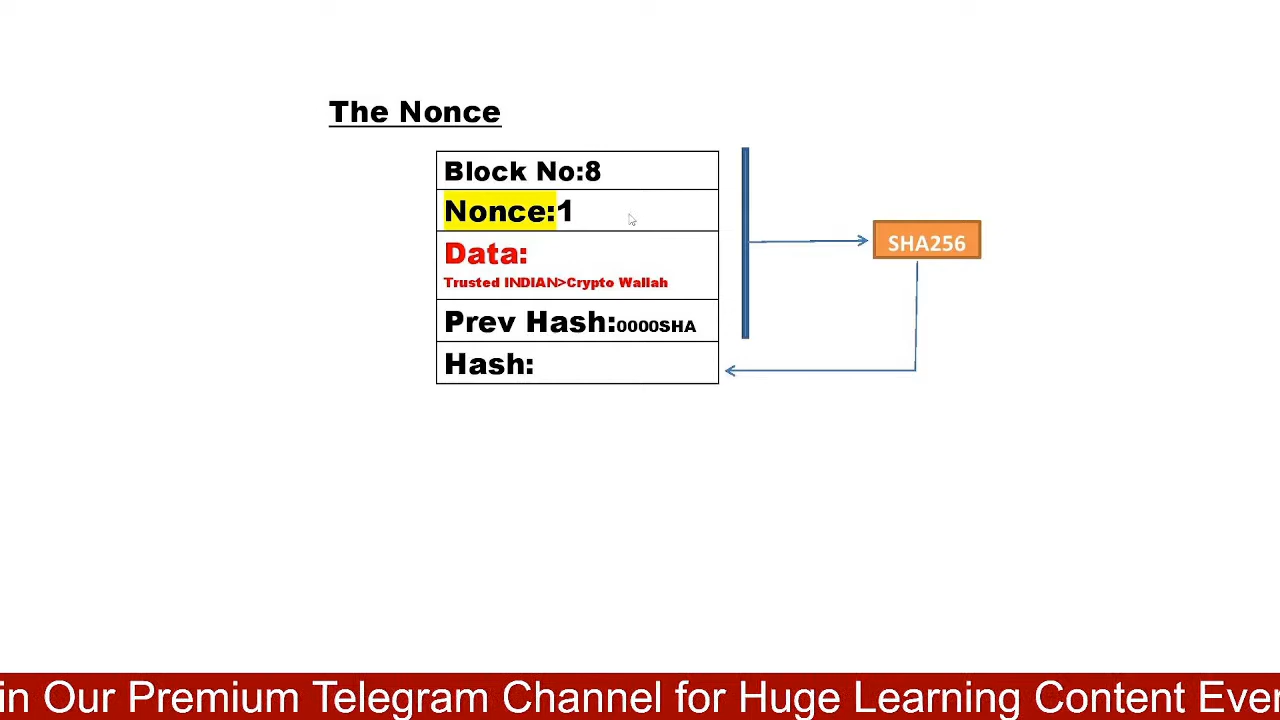 The Nonce
Block No:8
Nonce:1
Data:
Trusted INDIAN>Crypto Wallah
Prev Hash:0000SHA
Hash:
SHA256
in Our Premium Telegram Channel for Huge Learning Content Ever